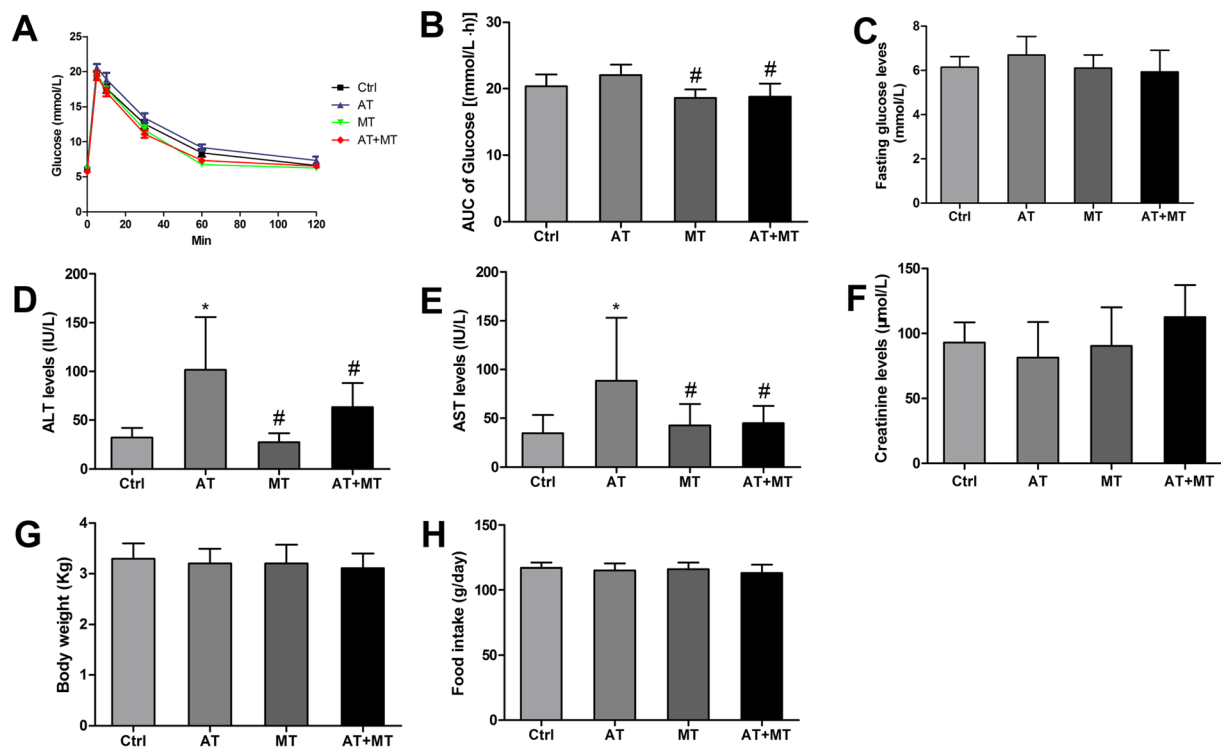 A
Glucose (mmol/L)
25
20
15
10
5
0
0 20 40 60 80 100 120
Min
Ctrl
AT
MT
AT+MT
B
AUC of Glucose [(mmol/L ·h)]
30
20
10
0
#
#
Ctrl AT MT AT+MT
C
Fasting glucose leves
(mmol/L)
8
6
4
2
0
Ctrl AT MT AT+MT
D
ALT levels (IU/L)
200
150
100
50
0
*
#
#
Ctrl AT MT AT+MT
E
AST levels (IU/L)
200
150
100
50
0
*
#
#
Ctrl AT MT AT+MT
F
Creatinine levels (μmol/L)
150
100
50
0
Ctrl AT MT AT+MT
G
Body weight (Kg)
4
3
2
1
0
Ctrl AT MT AT+MT
H
Food intake (g/day)
150
100
50
0
Ctrl AT MT AT+MT